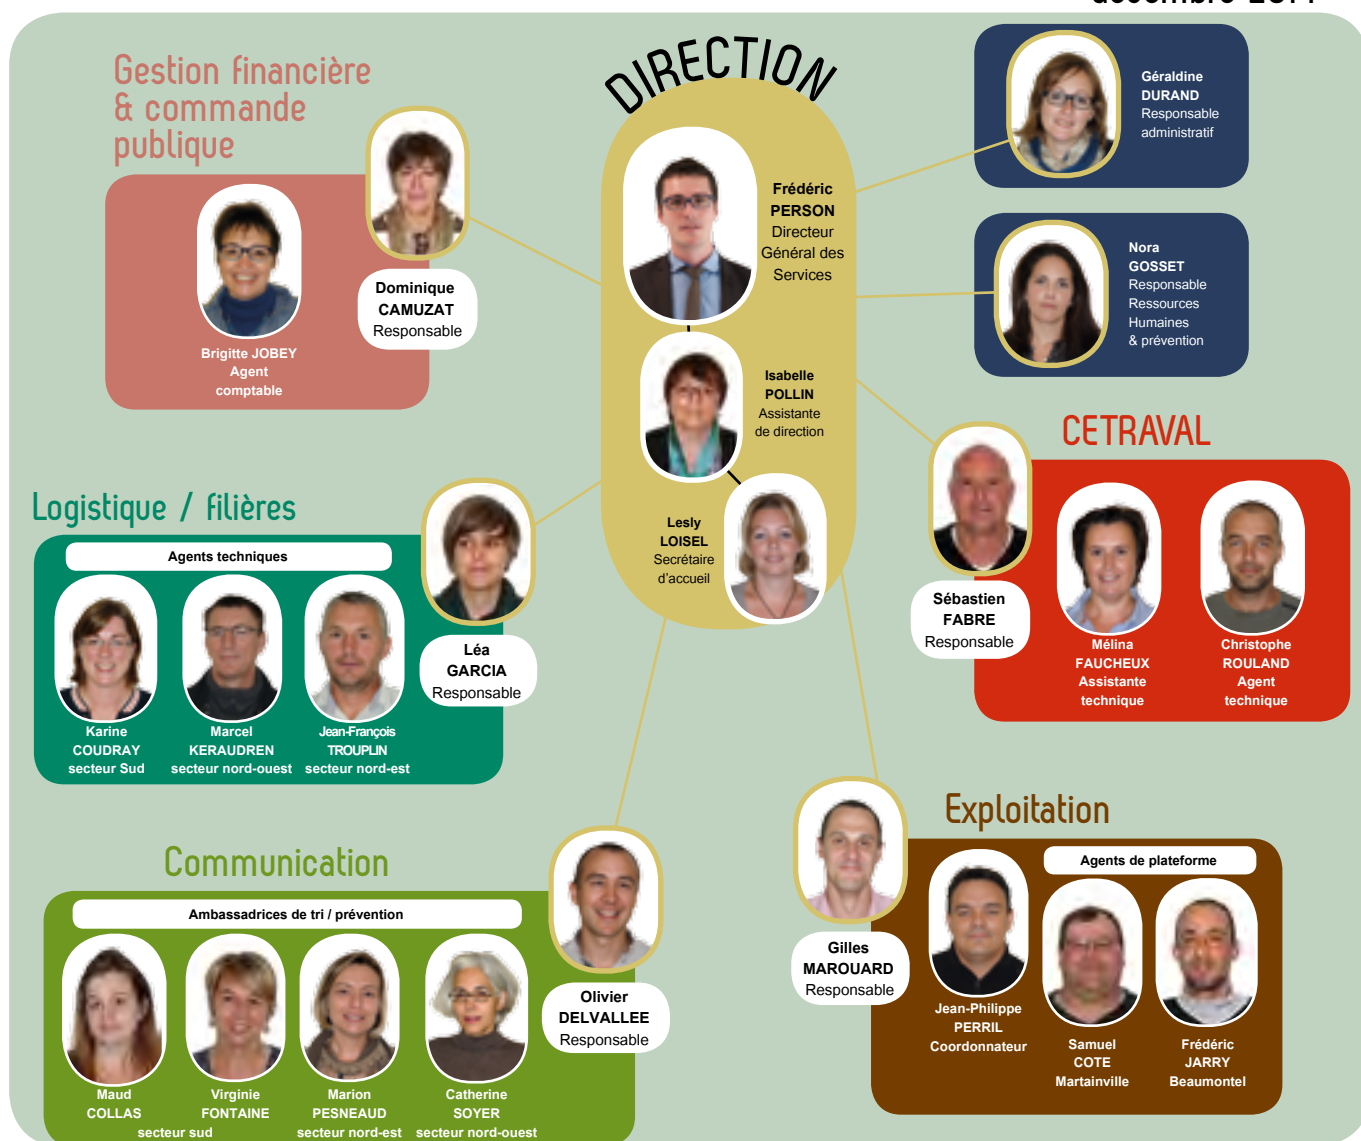 DIRECTION
Frédéric
PERSON
Directeur
Général des
Services
Isabelle
POLLIN
Assistante
de direction
Lesly
LOISEL
Secrétaire
d'accueil
Gestion financière
& commande
publique
Dominique
CAMUZAT
Responsable
Brigitte JOBEY
Agent
comptable
Géraldine
DURAND
Responsable
administratif
Nora
GOSSET
Responsable
Ressources
Humaines
& prévention
CETRAVAL
Sébastien
FABRE
Responsable
Mélina
FAUCHEUX
Assistante
technique
Christophe
ROULAND
Agent
technique
Logistique / filières
Agents techniques
Léa
GARCIA
Responsable
Karine
COUDRAY
secteur Sud
Marcel
KERAUDREN
secteur nord-ouest
Jean-François
TROUPLIN
secteur nord-est
Exploitation
Agents de plateforme
Gilles
MAROUARD
Responsable
Jean-Philippe
PERRIL
Coordonnateur
Samuel
COTE
Martainville
Frédéric
JARRY
Beaumontel
Communication
Ambassadrices de tri / prévention
Olivier
DELVALLEE
Responsable
Maud
COLLAS
Virginie
FONTAINE
secteur sud
Marion
PESNEAUD
secteur nord-est
Catherine
SOYER
secteur nord-ouest